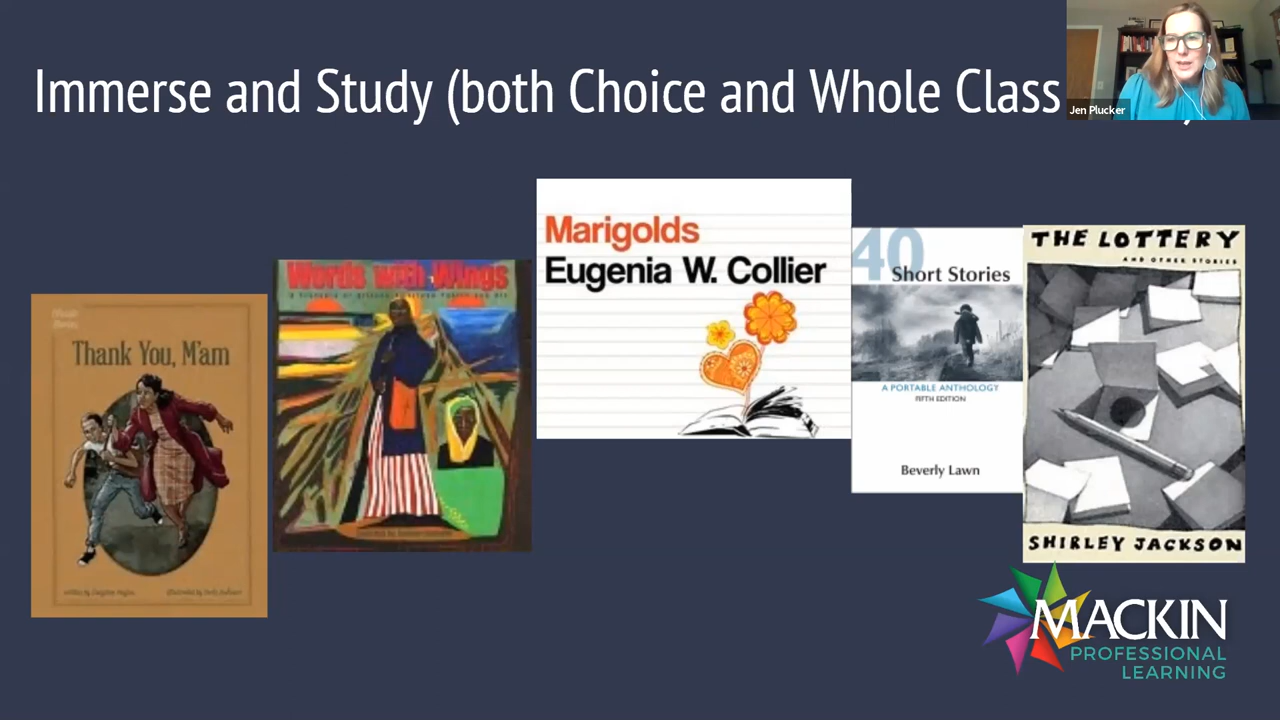 Immerse and Study (both Choice and Whole Class
Jen Plucker
Thank You, M'am
Words with Wings
Marigolds
Eugenia W. Collier
40
Short Stories
A PORTABLE ANTHOLOGY
FIFTH EDITION
Beverly Lawn
THE LOTTERY
AND OTHER STORIES
SHIRLEY JACKSON
MACKIN
PROFESSIONAL
LEARNING